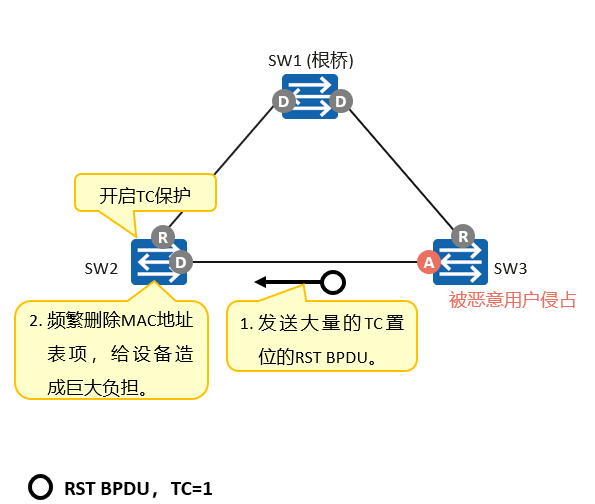 SW1 (根桥)
D
D
开启TC保护
R
R
SW2
D
A
SW3
被恶意用户侵占
2. 频繁删除MAC地址
表项，给设备造
成巨大负担。
1. 发送大量的TC置
位的RST BPDU。
RST BPDU，TC=1